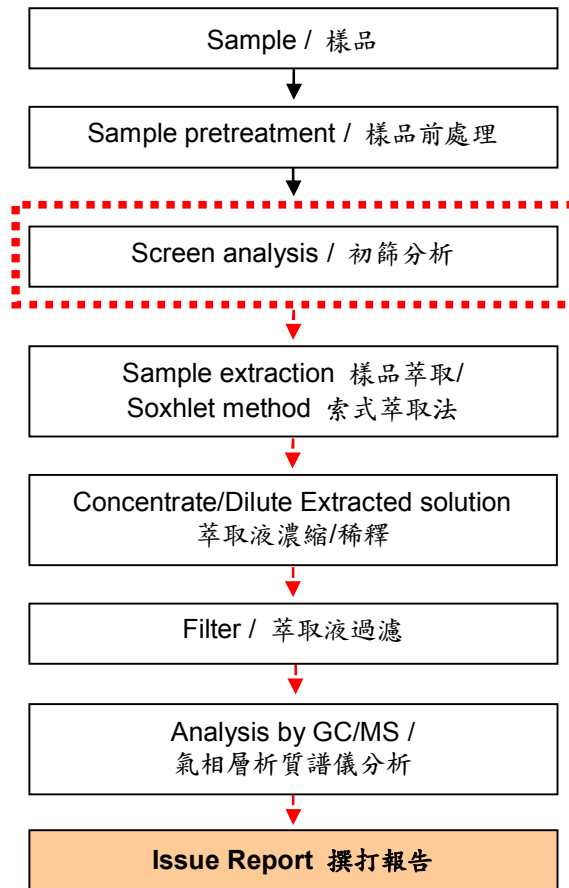 Sample / 樣品
Sample pretreatment / 樣品前處理
Screen analysis / 初篩分析
Sample extraction 樣品萃取/
Soxhlet method 索式萃取法
Concentrate/Dilute Extracted solution
萃取液濃縮/稀釋
Filter / 萃取液過濾
Analysis by GC/MS /
氣相層析質譜儀分析
Issue Report 撰打報告